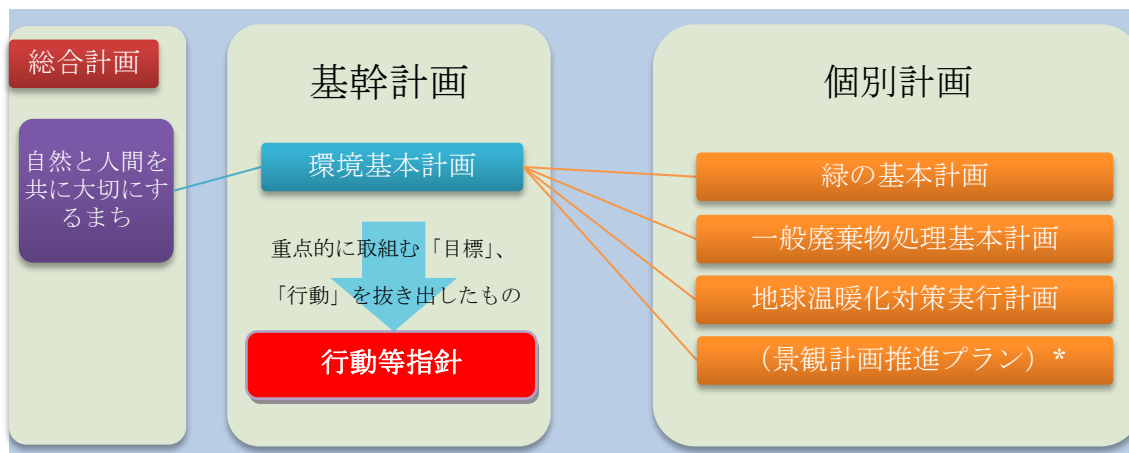 総合計画
自然と人間を
共に大切にす
るまち
基幹計画
環境基本計画
重点的に取組む「目標」、
「行動」を抜き出したもの
行動等指針
個別計画
緑の基本計画
一般廃棄物処理基本計画
地球温暖化対策実行計画
（景観計画推進プラン）*